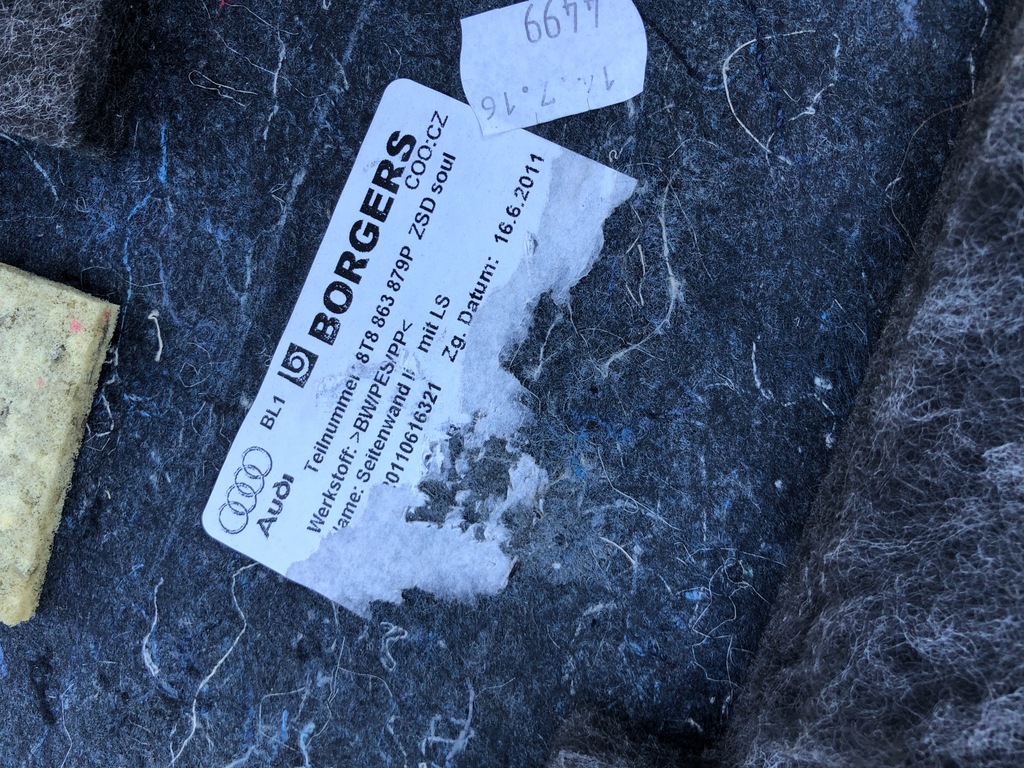 4499
14.7.16
BL1 BORGERS
Audi
COO:CZ
Teilnummer 8T8 863 879P ZSD soul
Werkstoff: >BW/PES/PP<
ame: Seitenwand mit LS
20110616321 Zg. Datum: 16.6.2011